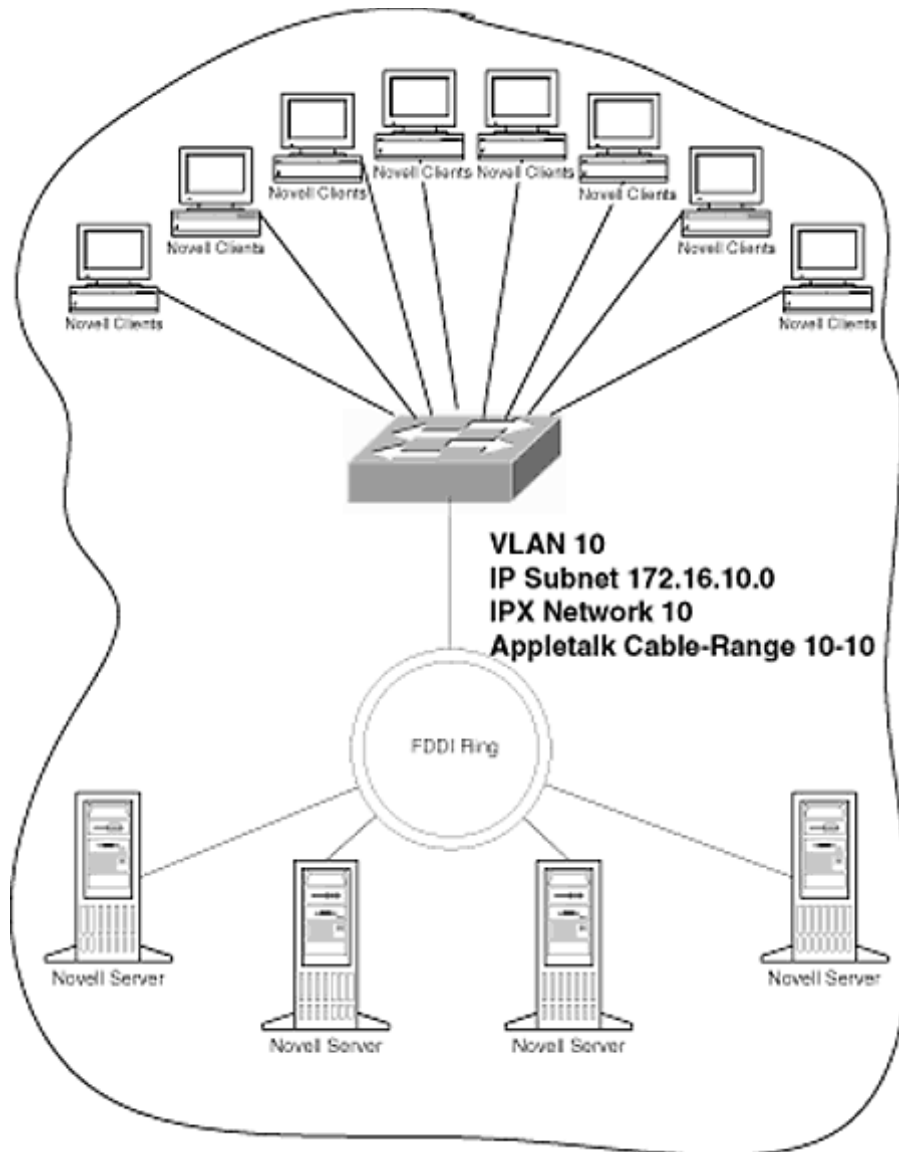 Novell Clients
Novell Clients
Novell Clients
Novell Clients
Novell Clients
Novell Clients
Novell Clients
Novell Clients
VLAN 10
IP Subnet 172.16.10.0
IPX Network 10
Appletalk Cable-Range 10-10
FDDI Ring
Novell Server
Novell Server
Novell Server
Novell Server